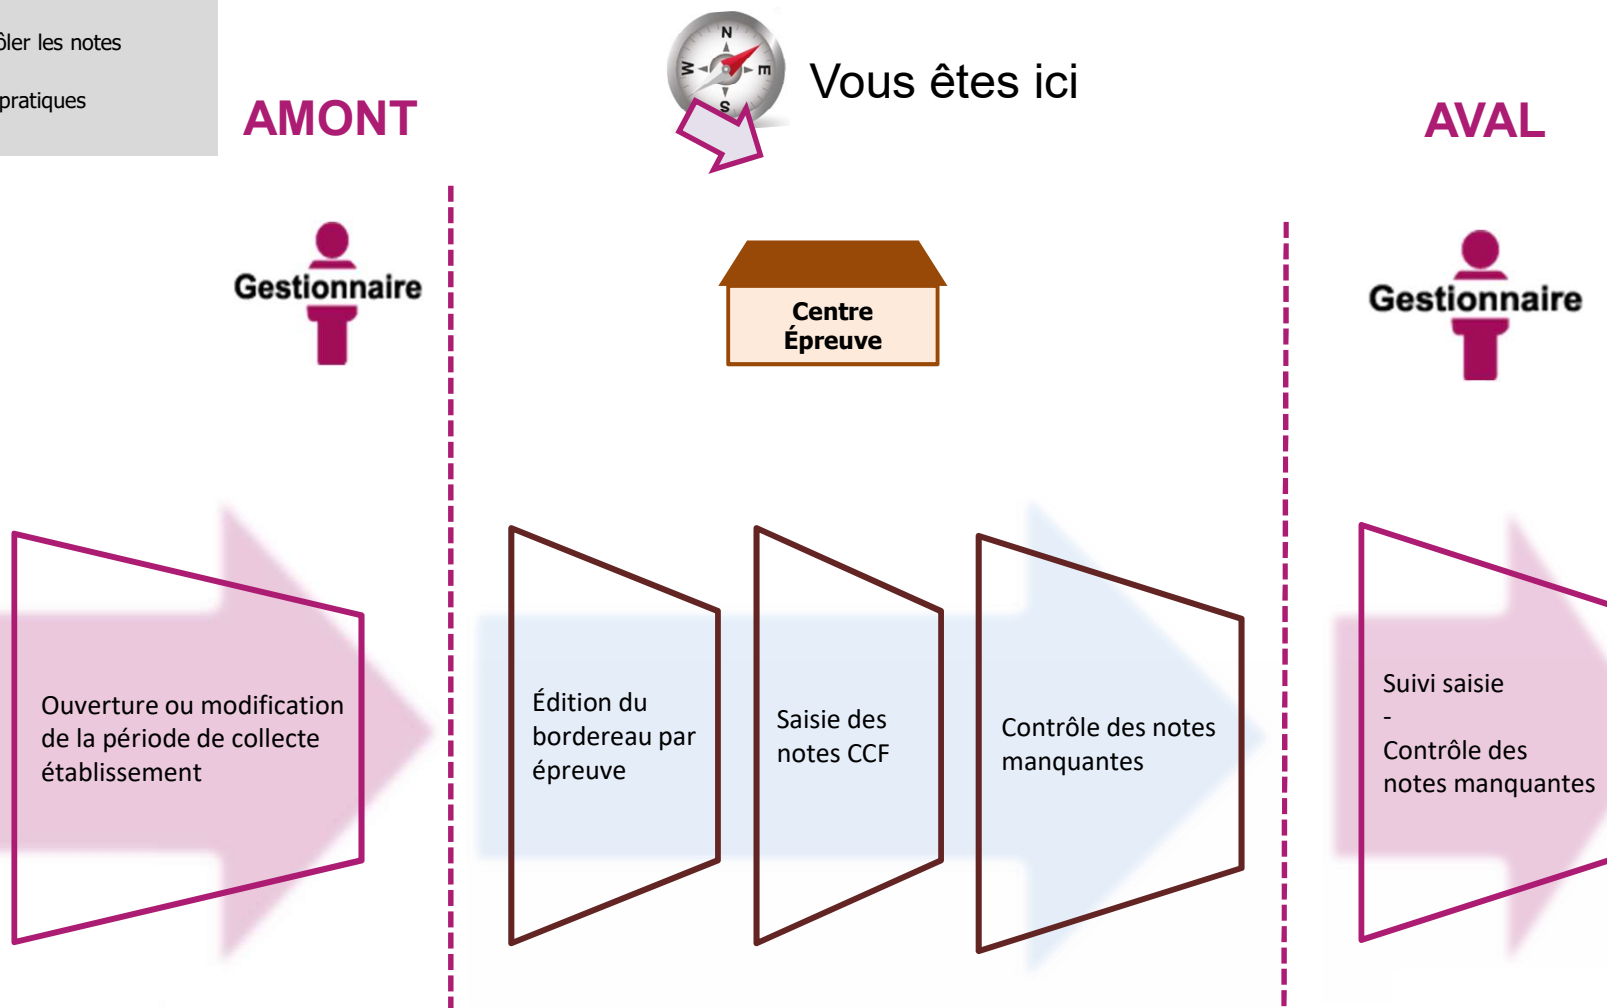 les notes
pratiques
Vous êtes ici
AMONT
AVAL
N
W
E
S
Gestionnaire
Centre
Épreuve
Gestionnaire
Ouverture ou modification
de la période de collecte
établissement
Édition du
bordereau par
épreuve
Saisie des
notes CCF
Contrôle des notes
manquantes
Suivi saisie
-
Contrôle des
notes manquantes